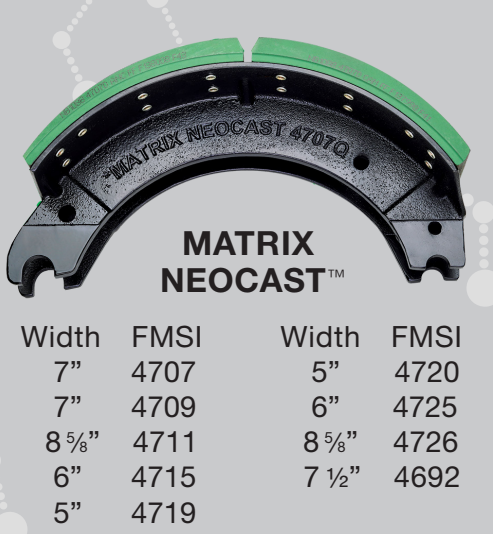 MATRIX NEOCAST 4707Q
MATRIX
NEOCAST™
Width FMSI
7” 4707
7” 4709
8 ⅝” 4711
6” 4715
5” 4719
Width FMSI
5” 4720
6” 4725
8 ⅝” 4726
7 ½” 4692